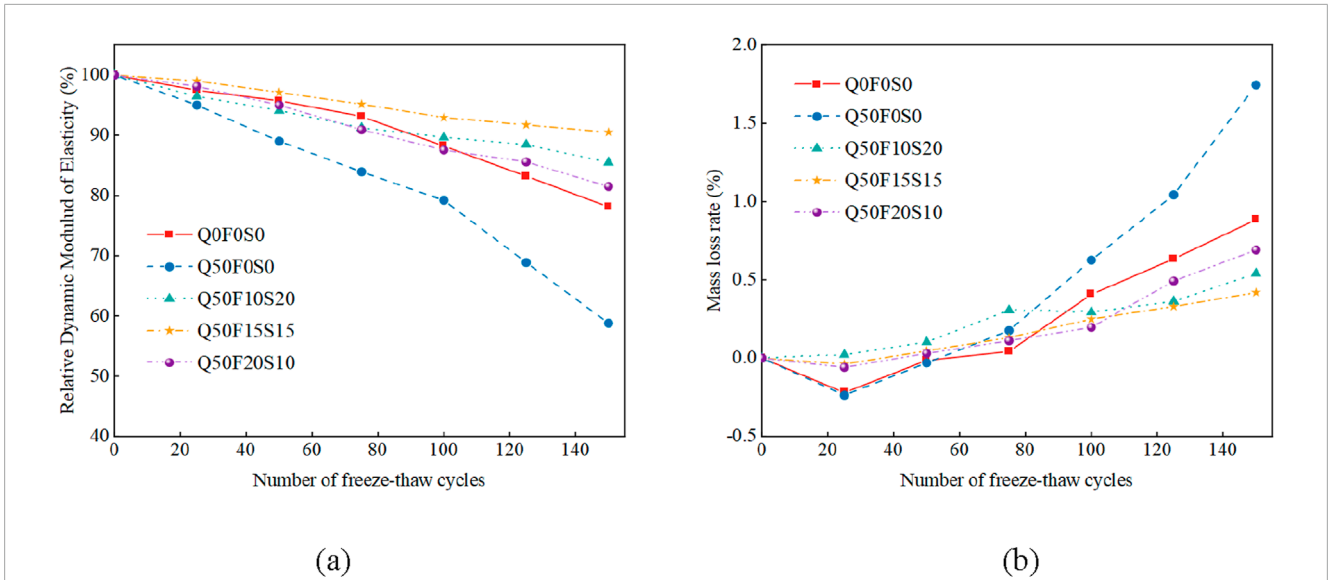 Relative Dynamic Modulud of Elasticity (%)
100
90
80
70
60
50
40
Q0F0S0
Q50F0S0
Q50F10S20
Q50F15S15
Q50F20S10
0 20 40 60 80 100 120 140
Number of freeze-thaw cycles
(a)
Mass loss rate (%)
2.0
1.5
1.0
0.5
0.0
-0.5
Q0F0S0
Q50F0S0
Q50F10S20
Q50F15S15
Q50F20S10
0 20 40 60 80 100 120 140
Number of freeze-thaw cycles
(b)